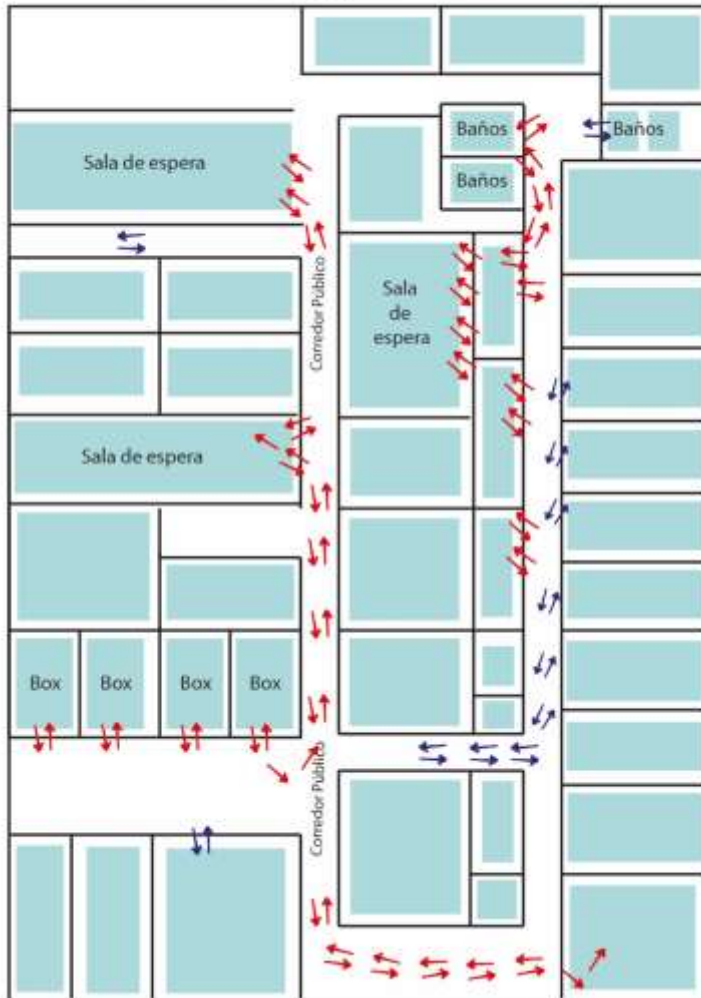 Baños
Baños
Sala de espera
Baños
Corredor Público
Sala
de
espera
Sala de espera
Box
Box
Box
Box
Corredor Público